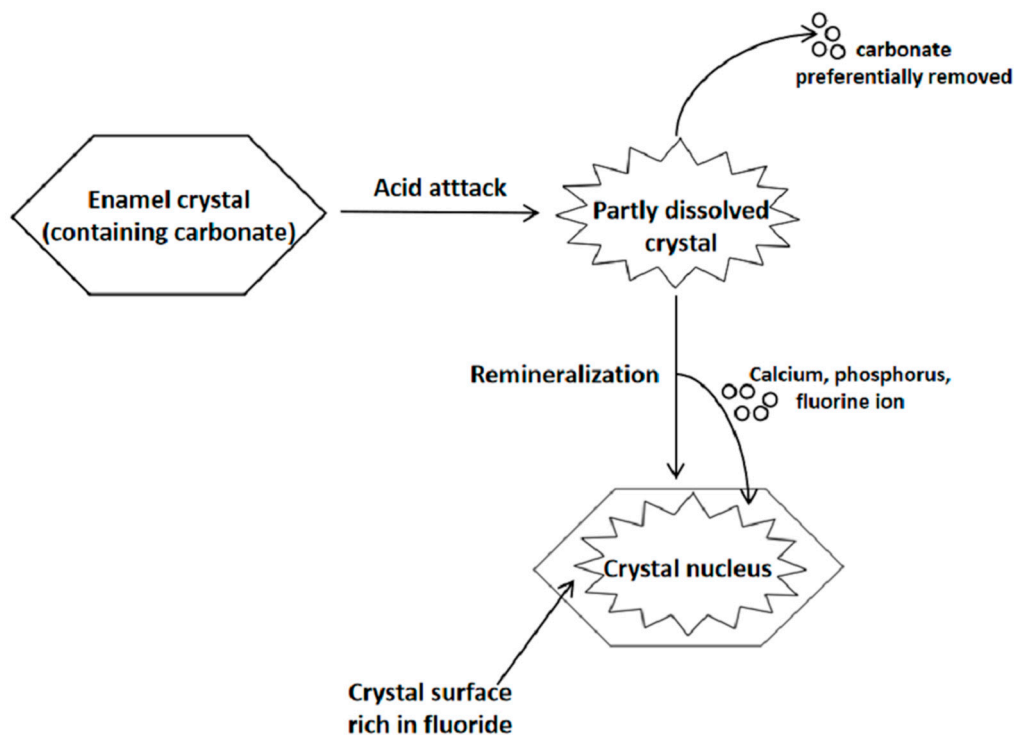 carbonate
preferentially removed
Enamel crystal
(containing carbonate)
Acid atttack
Partly dissolved
crystal
Remineralization
Calcium, phosphorus,
fluorine ion
Crystal nucleus
Crystal surface
rich in fluoride